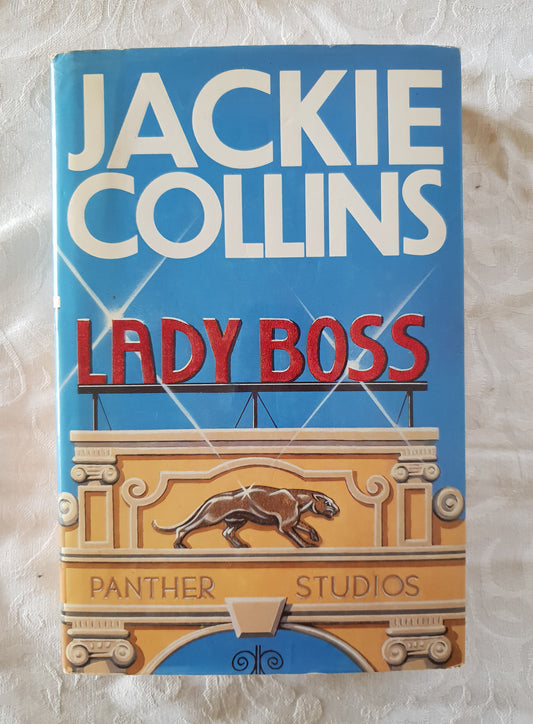 JACKIE
COLLINS
LADY BOSS
PANTHER STUDIOS